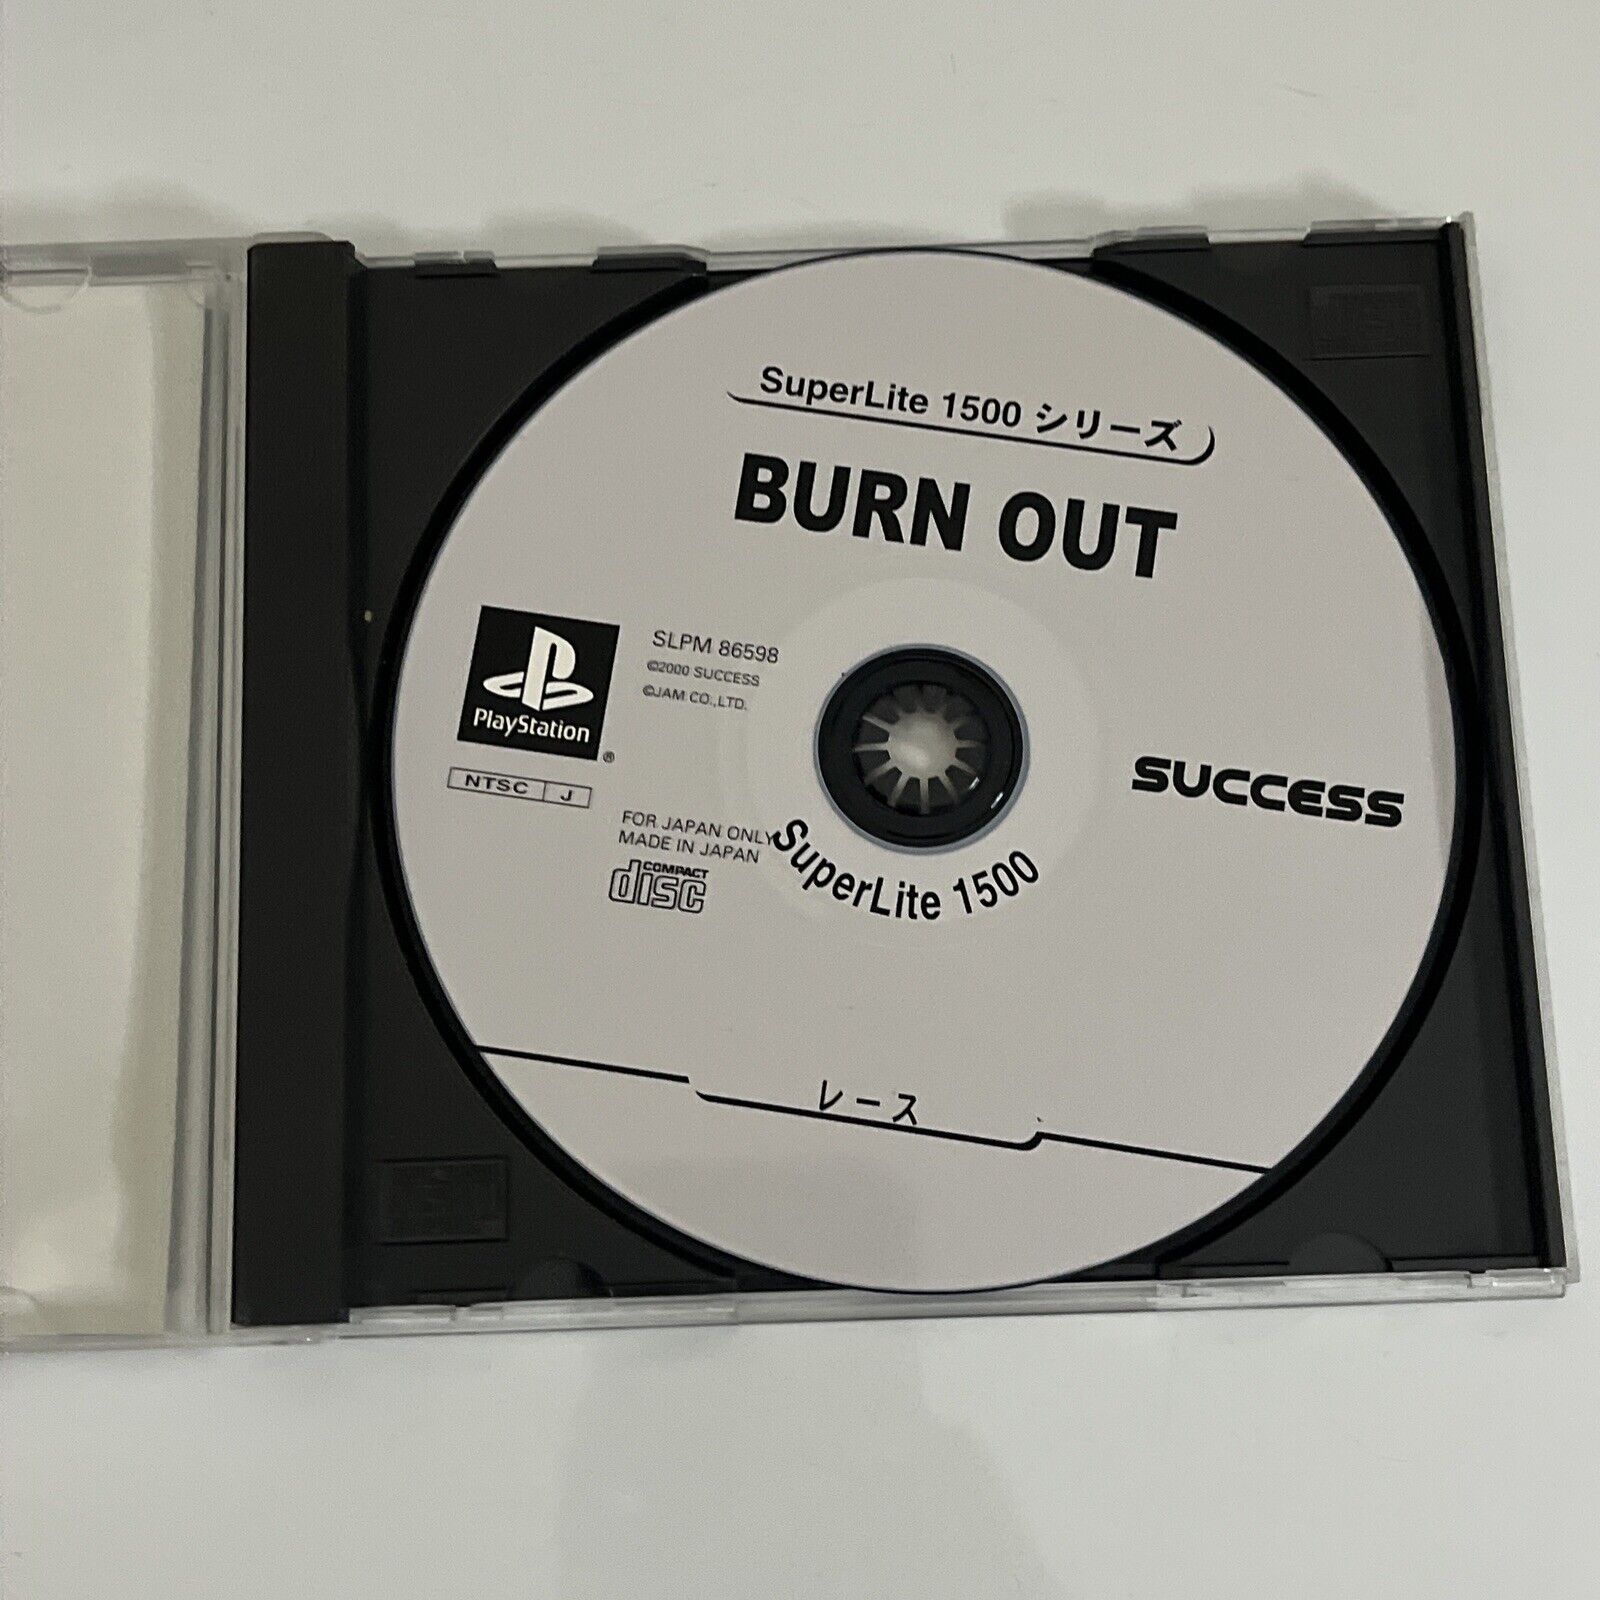 SuperLite 1500 シリーズ
BURN OUT
SLPM 86598
©2000 SUCCESS
©JAM CO.,LTD.
PlayStation
®
NTSC J
FOR JAPAN ONLY
MADE IN JAPAN
COMPACT
disc
SUCCESS
SuperLite 1500
レース